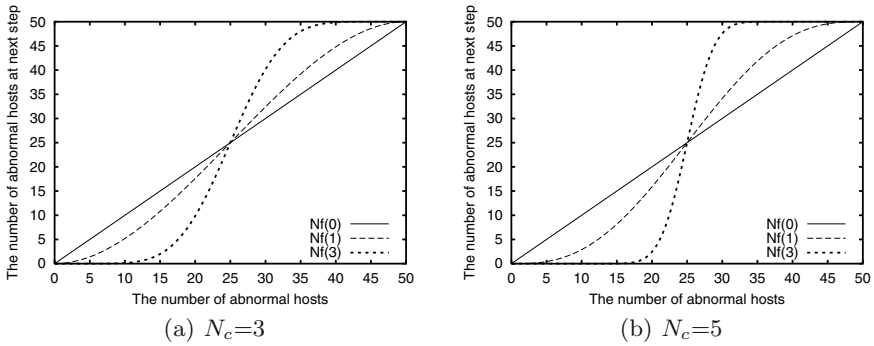 The number of abnormal hosts at next step
50
45
40
35
30
25
20
15
10
5
0
Nf(0)
Nf(1)
Nf(3)
0 5 10 15 20 25 30 35 40 45 50
The number of abnormal hosts
(a) N_c=3
The number of abnormal hosts at next step
50
45
40
35
30
25
20
15
10
5
0
Nf(0)
Nf(1)
Nf(3)
0 5 10 15 20 25 30 35 40 45 50
The number of abnormal hosts
(b) N_c=5